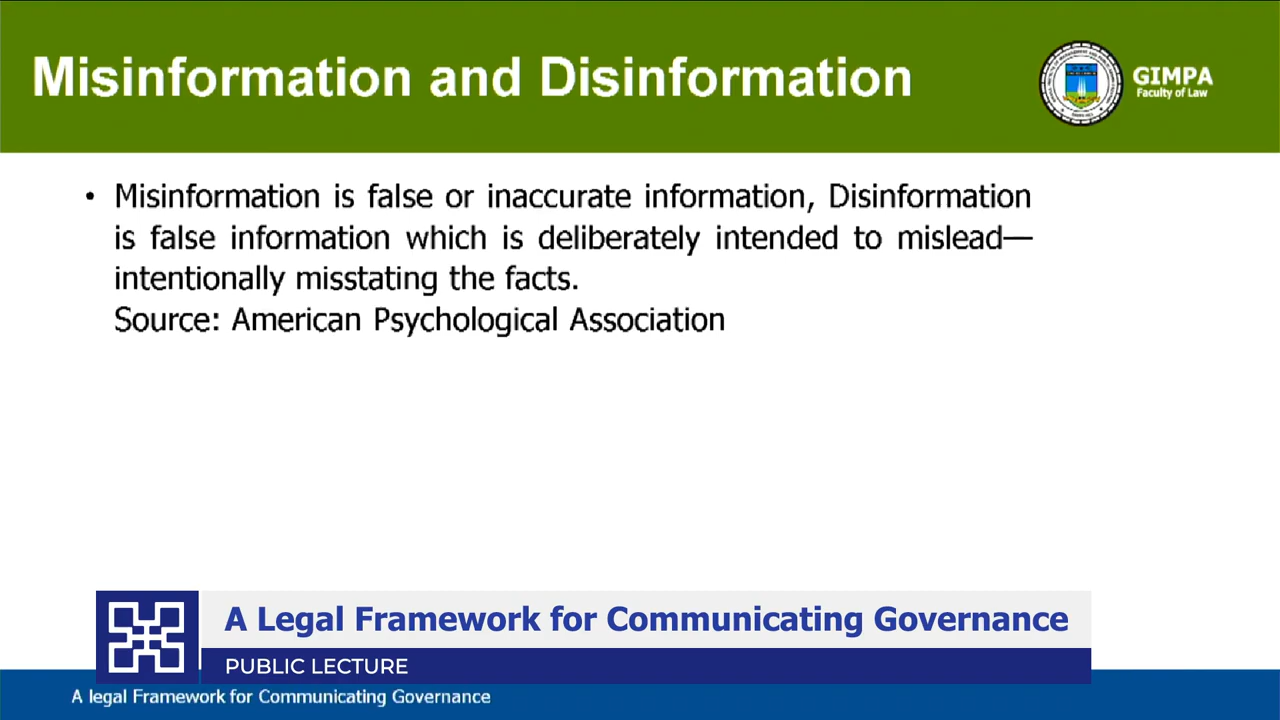 Misinformation and Disinformation
GIMPA
Faculty of Law
• Misinformation is false or inaccurate information, Disinformation
is false information which is deliberately intended to mislead—
intentionally misstating the facts.
Source: American Psychological Association
A Legal Framework for Communicating Governance
PUBLIC LECTURE
A legal Framework for Communicating Governance